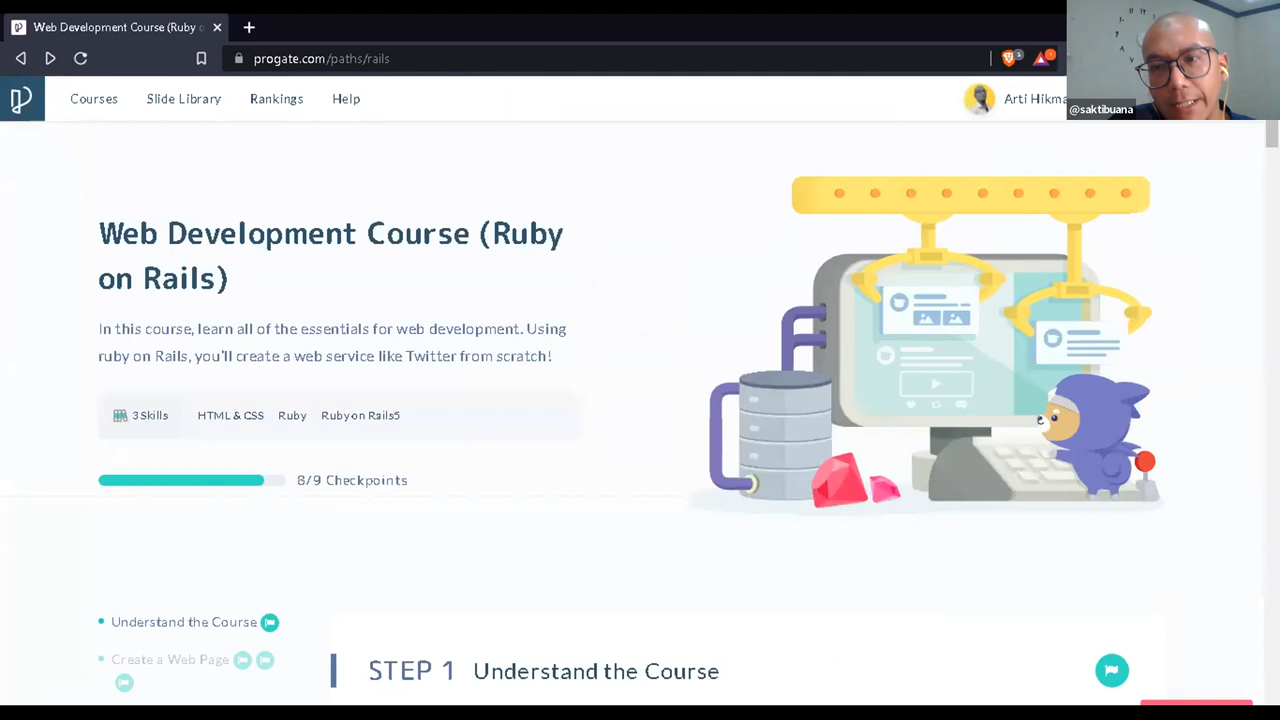 Web Development Course (Ruby o
progate.com/paths/rails
Courses
Slide Library
Rankings
Help
Arti Hikma
@saktibuana
Web Development Course (Ruby
on Rails)
In this course, learn all of the essentials for web development. Using
ruby on Rails, you'll create a web service like Twitter from scratch!
3 Skills
HTML & CSS
Ruby
Ruby on Rails5
8/9 Checkpoints
Understand the Course
Create a Web Page
STEP 1 Understand the Course